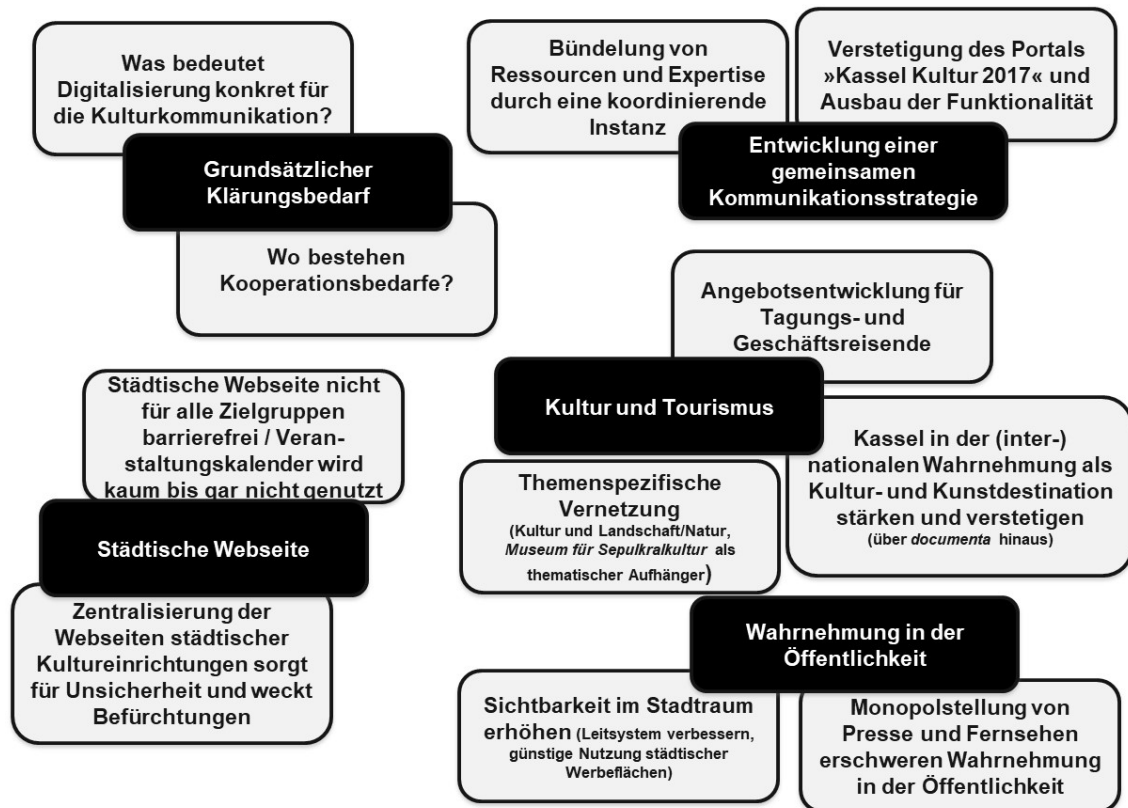 Was bedeutet
Digitalisierung konkret für
die Kulturkommunikation?
Grundsätzlicher
Klärungsbedarf
Wo bestehen
Kooperationsbedarfe?
Bündelung von
Ressourcen und Expertise
durch eine koordinierende
Instanz
Verstetigung des Portals
»Kassel Kultur 2017« und
Ausbau der Funktionalität
Entwicklung einer
gemeinsamen
Kommunikationsstrategie
Angebotsentwicklung für
Tagungs- und
Geschäftsreisende
Kultur und Tourismus
Themenspezifische
Vernetzung
(Kultur und Landschaft/Natur,
Museum für Sepulkralkultur als
thematischer Aufhänger)
Kassel in der (inter-)
nationalen Wahrnehmung als
Kultur- und Kunstdestination
stärken und verstetigen
(über documenta hinaus)
Städtische Webseite nicht
für alle Zielgruppen
barrierefrei / Veran-
staltungskalender wird
kaum bis gar nicht genutzt
Städtische Webseite
Zentralisierung der
Webseiten städtischer
Kultureinrichtungen sorgt
für Unsicherheit und weckt
Befürchtungen
Wahrnehmung in der
Öffentlichkeit
Sichtbarkeit im Stadtraum
erhöhen (Leitsystem verbessern,
günstige Nutzung städtischer
Werbeflächen)
Monopolstellung von
Presse und Fernsehen
erschweren Wahrnehmung
in der Öffentlichkeit